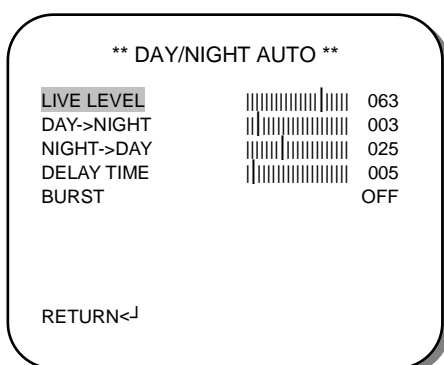 ** DAY/NIGHT AUTO **
LIVE LEVEL 063
DAY->NIGHT 003
NIGHT->DAY 025
DELAY TIME 005
BURST OFF
RETURN<┘